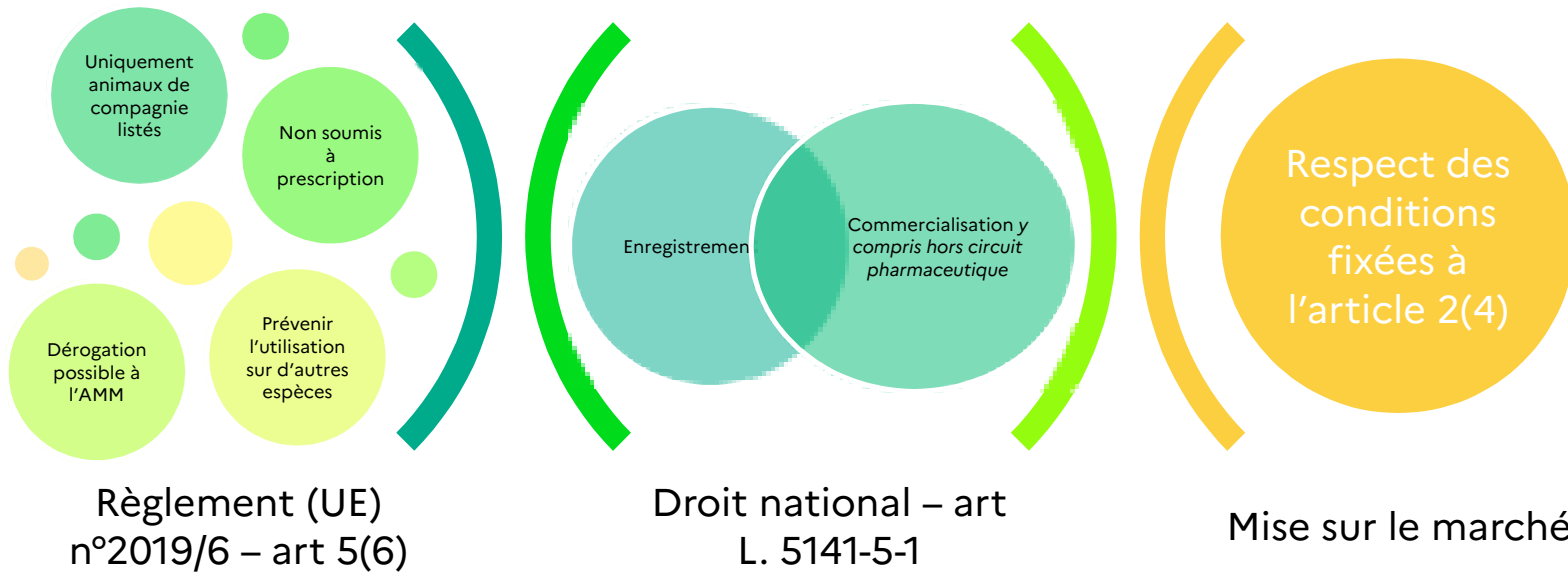 Uniquement
animaux de
compagnie
listés
Non soumis
à
prescription
Dérogation
possible à
l'AMM
Prévenir
l'utilisation
sur d'autres
espèces
Règlement (UE)
n°2019/6 – art 5(6)
Enregistremen
Commercialisation y
compris hors circuit
pharmaceutique
Droit national – art
L. 5141-5-1
Respect des
conditions
fixées à
l'article 2(4)
Mise sur le marché